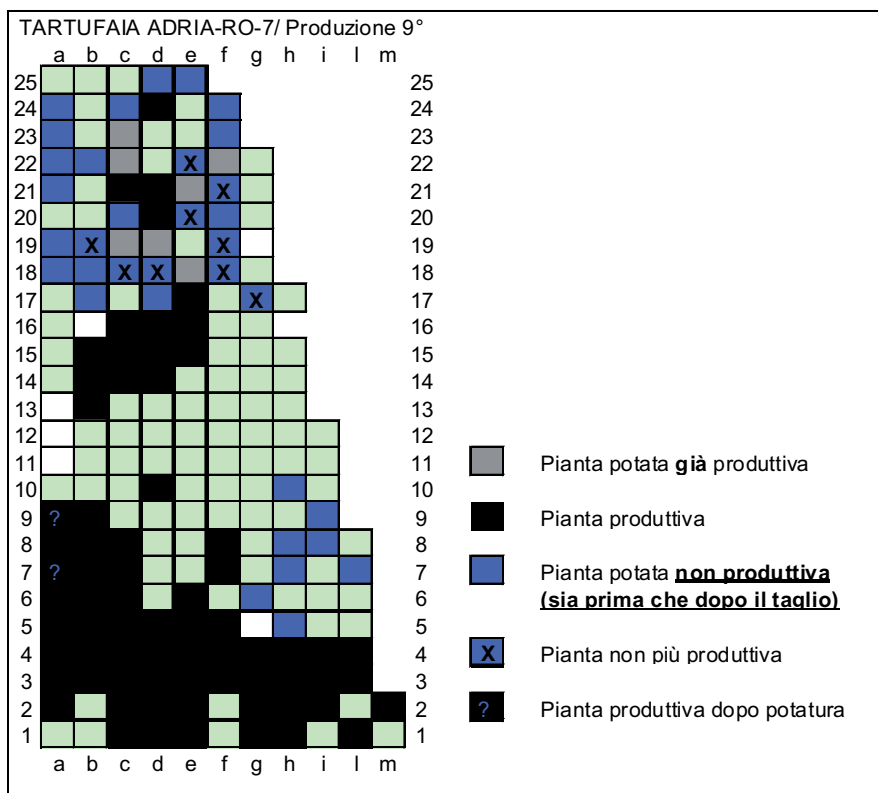 TARTUFAIA ADRIA-RO-7/ Produzione 9°
a b c d e f g h i l m
25 25
24 24
23 23
22 X 22
21 X 21
20 X 20
19 X X 19
18 X X X 18
17 X 17
16 16
15 15
14 14
13 13
12 12
11 11
10 10
9 ? 9
8 8
7 ? 7
6 6
5 5
4 4
3 3
2 2
1 1
a b c d e f g h i l m
Pianta potata già produttiva
Pianta produttiva
Pianta potata non produttiva
(sia prima che dopo il taglio)
X Pianta non più produttiva
? Pianta produttiva dopo potatura